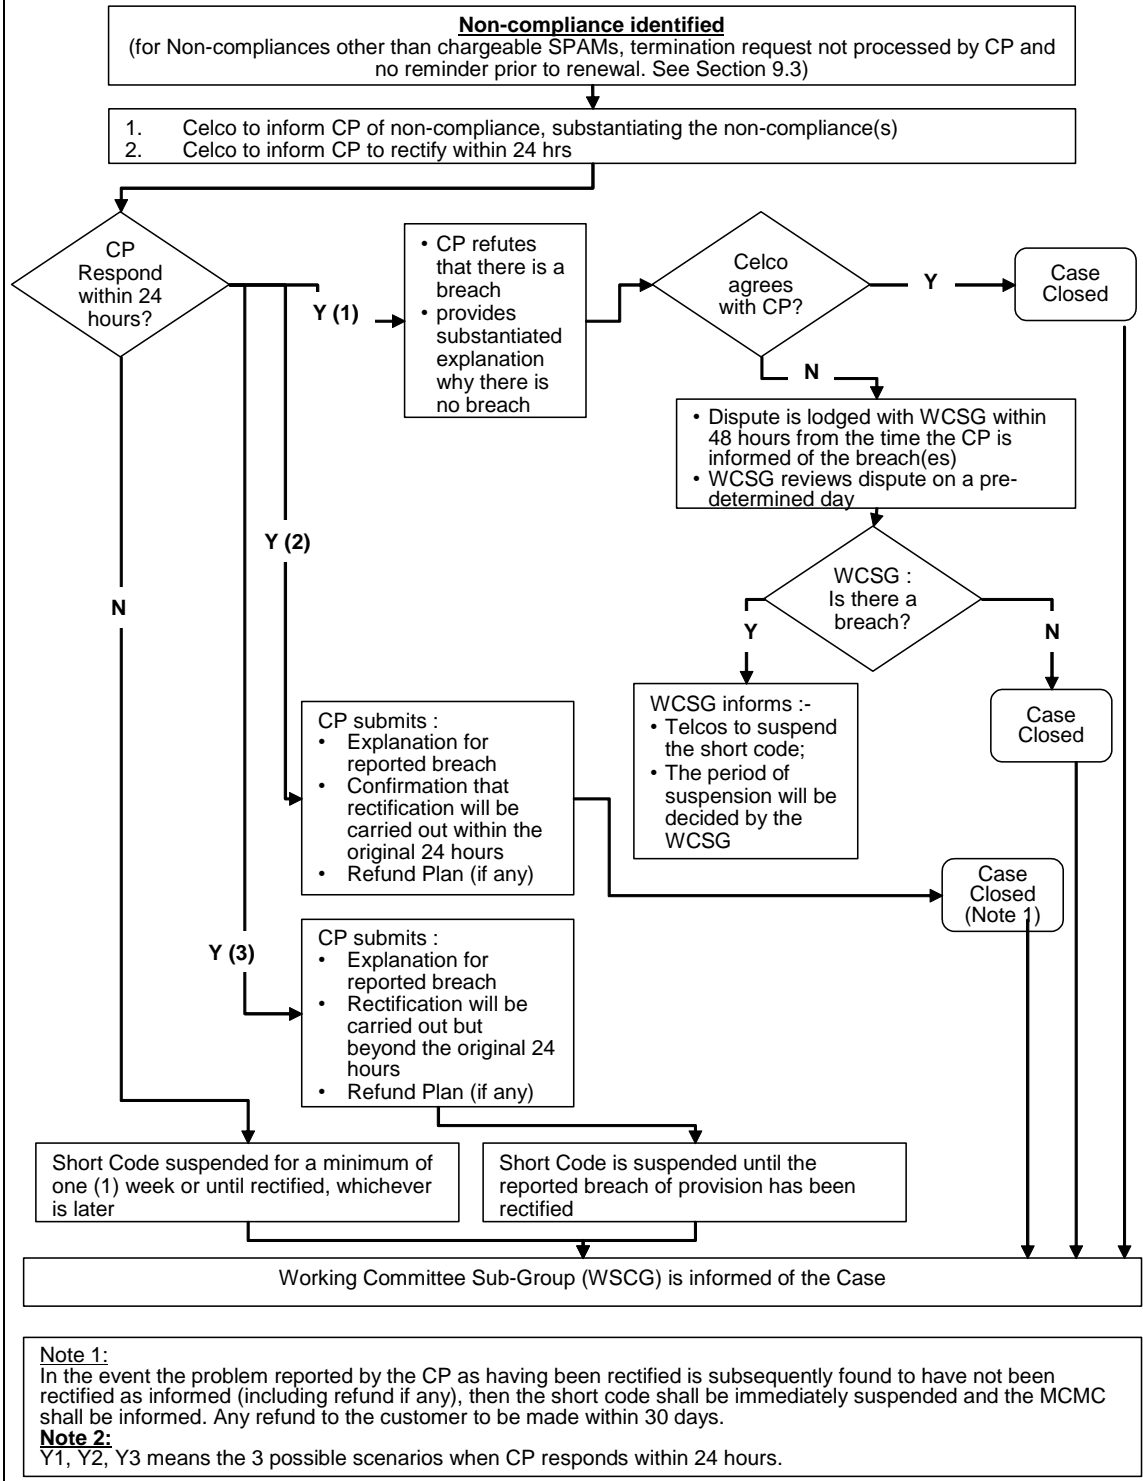 Non-compliance identified
(for Non-compliances other than chargeable SPAMs, termination request not processed by CP and
no reminder prior to renewal. See Section 9.3)
1. Celco to inform CP of non-compliance, substantiating the non-compliance(s)
2. Celco to inform CP to rectify within 24 hrs
CP
Respond
within 24
hours?
Y (1)
• CP refutes
that there is a
breach
• provides
substantiated
explanation
why there is
no breach
Celco
agrees
with CP?
Y
Case
Closed
N
• Dispute is lodged with WCSG within
48 hours from the time the CP is
informed of the breach(es)
• WCSG reviews dispute on a pre-
determined day
Y (2)
WCSG :
Is there a
breach?
N
Y
N
WCSG informs :-
• Telcos to suspend
the short code;
• The period of
suspension will be
decided by the
WCSG
Case
Closed
CP submits :
• Explanation for
reported breach
• Confirmation that
rectification will be
carried out within the
original 24 hours
• Refund Plan (if any)
Case
Closed
(Note 1)
Y (3)
CP submits :
• Explanation for
reported breach
• Rectification will be
carried out but
beyond the original 24
hours
• Refund Plan (if any)
Short Code suspended for a minimum of
one (1) week or until rectified, whichever
is later
Short Code is suspended until the
reported breach of provision has been
rectified
Working Committee Sub-Group (WSCG) is informed of the Case
Note 1:
In the event the problem reported by the CP as having been rectified is subsequently found to have not been
rectified as informed (including refund if any), then the short code shall be immediately suspended and the MCMC
shall be informed. Any refund to the customer to be made within 30 days.
Note 2:
Y1, Y2, Y3 means the 3 possible scenarios when CP responds within 24 hours.